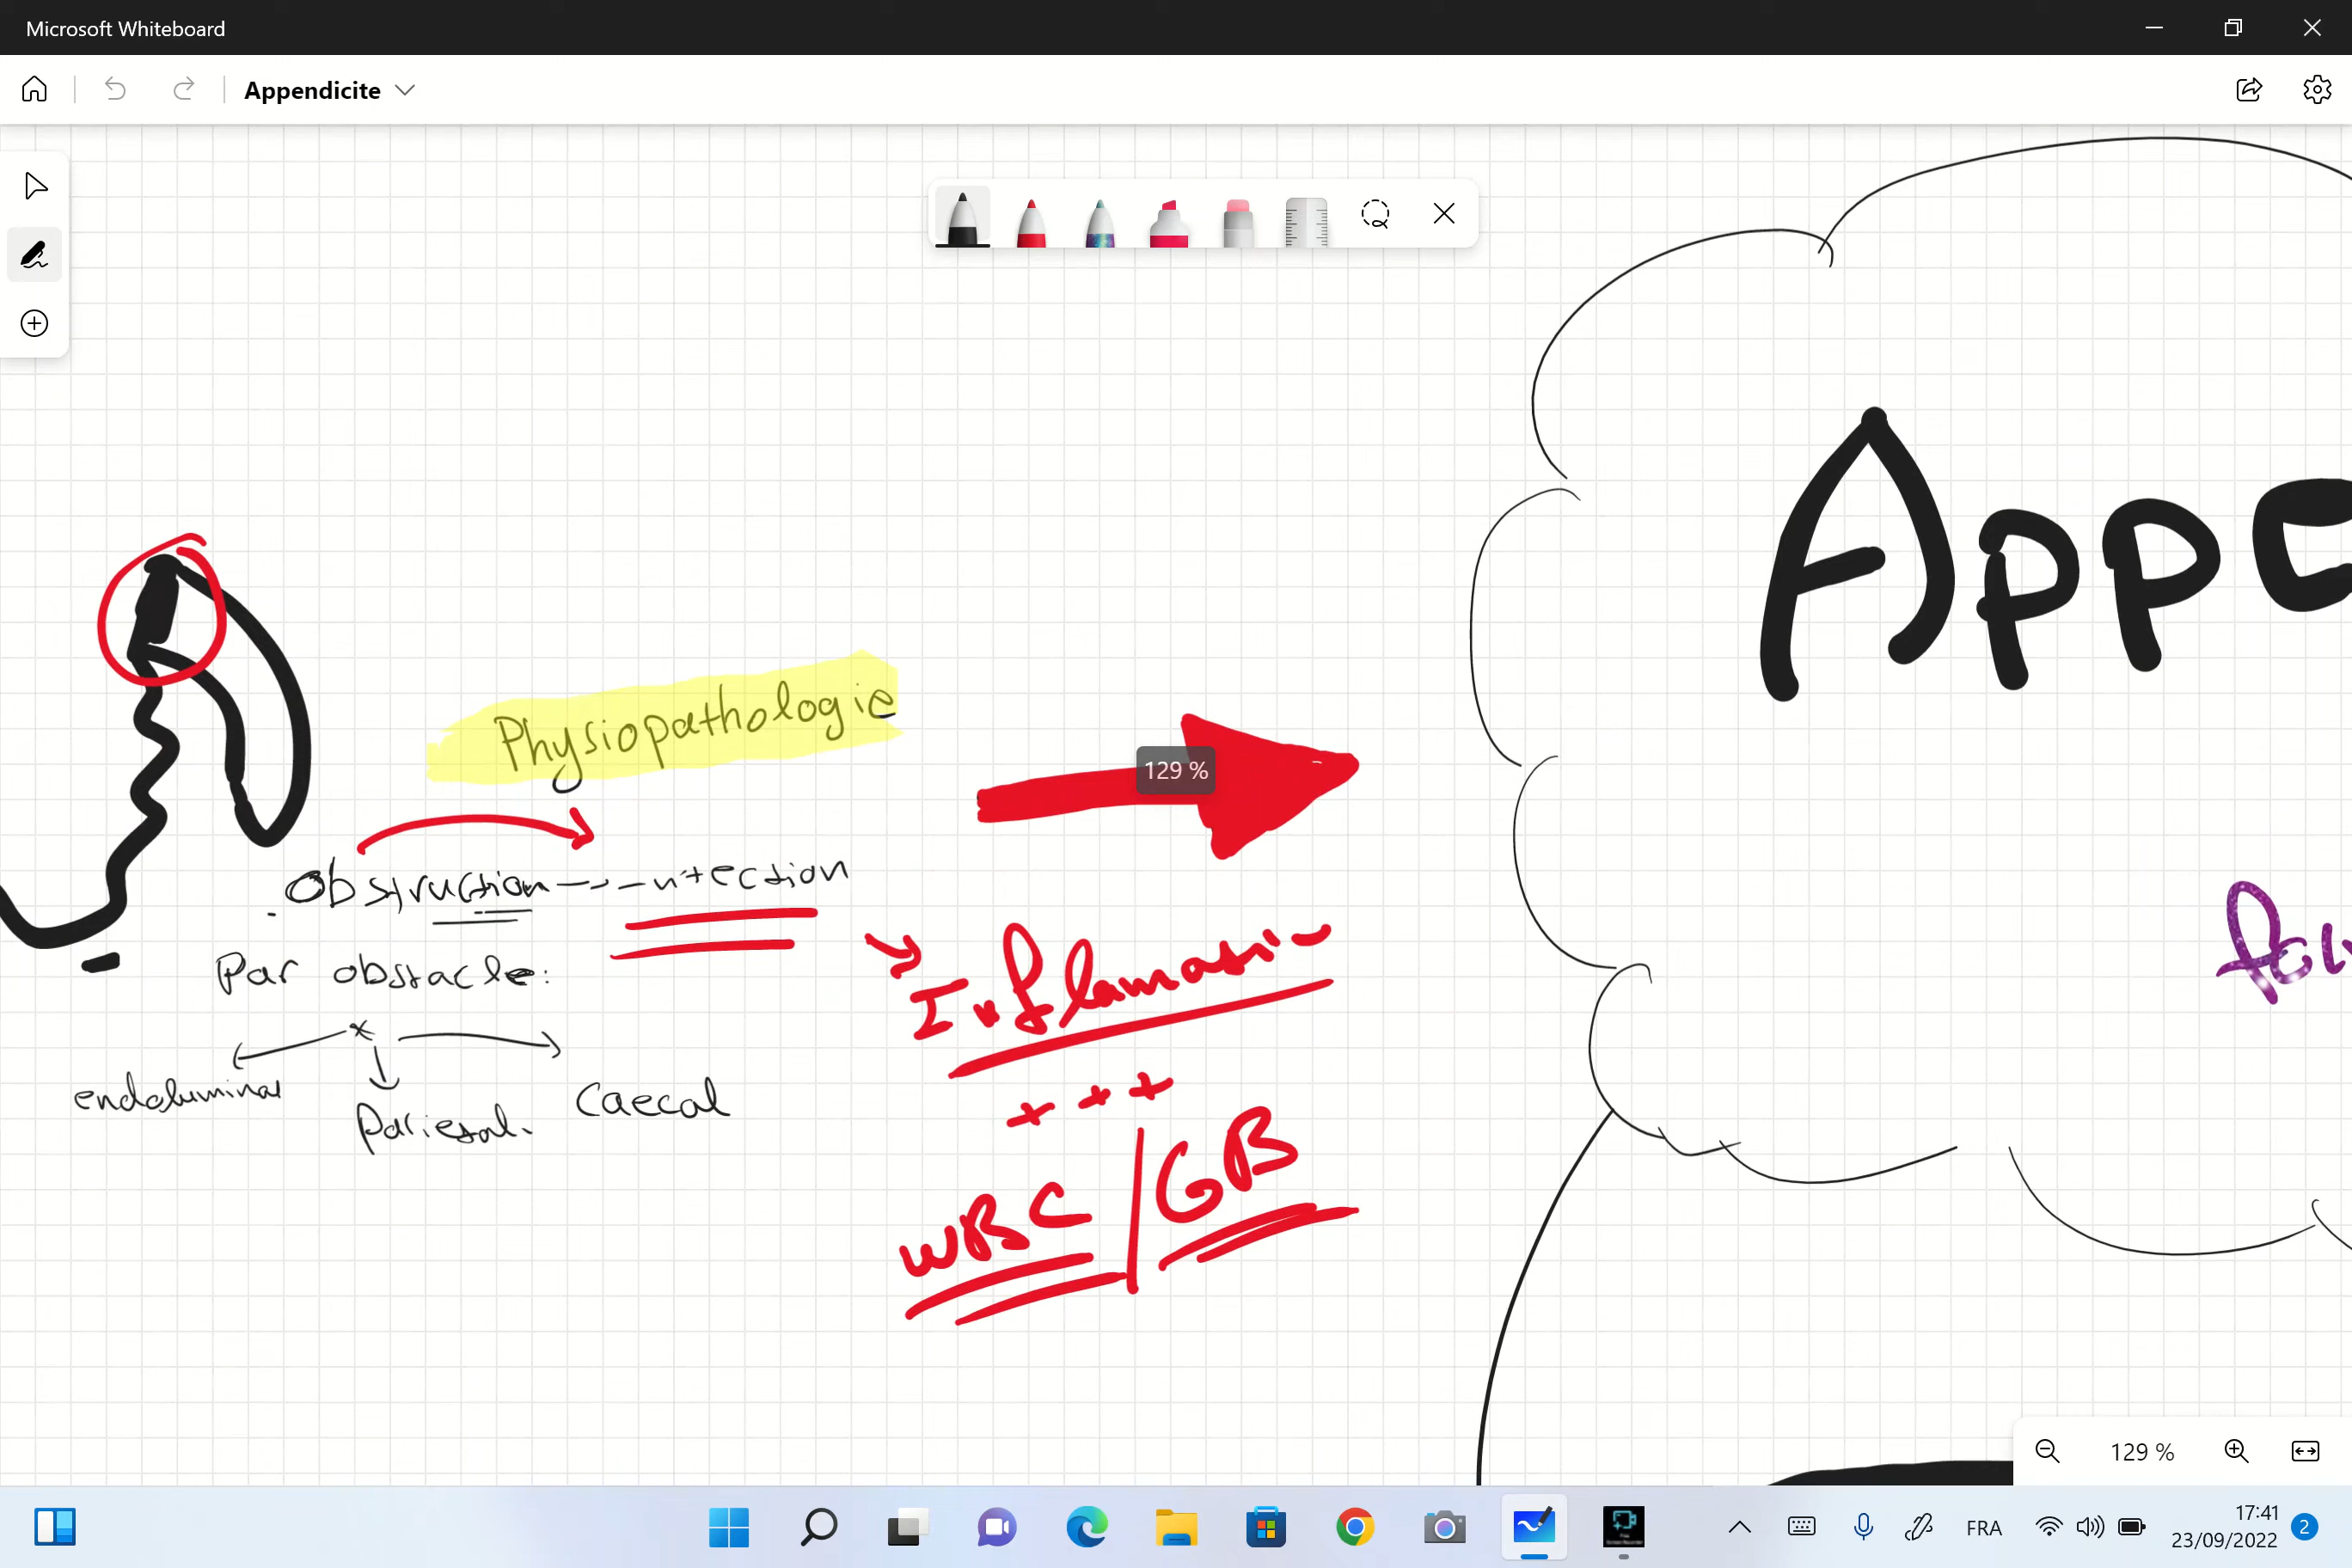 Microsoft Whiteboard
Appendicite
Appe
Physiopathologie
129 %
Obstruction --> infection
Par obstacle:
Inflamati
endoluminal
Parietal.
Caecal
+ + +
WBC / GB
129 %
FRA
17:41
23/09/2022
2